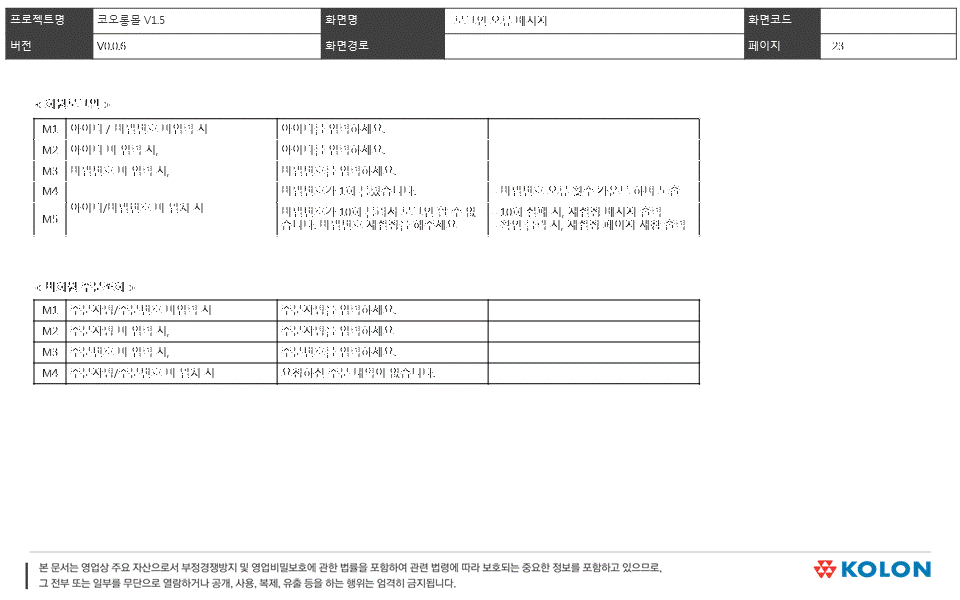 프로젝트명 코오롱몰 V1.5 화면명 로그인 오류 메시지 화면코드
버전 V0.0.6 화면경로 페이지 23
< 회원로그인 >
M1 아이디 / 비밀번호 미입력 시 아이디를 입력하세요.
M2 아이디 미 입력 시, 아이디를 입력하세요.
M3 비밀번호 미 입력 시, 비밀번호를 입력하세요.
M4 비밀번호가 1회 틀렸습니다. 비밀번호 오류 횟수 카운트 하여 노출
아이디/비밀번호 미 일치 시
M5 비밀번호가 10회 틀려서 로그인 할 수 없 10회 실패 시, 재설정 메시지 출력
습니다. 비밀번호 재설정을 해주세요. 확인 클릭 시, 재설정 페이지 새창 출력
< 비회원 주문조회 >
M1 주문자명/주문번호 미입력 시 주문자명을 입력하세요.
M2 주문자명 미 입력 시, 주문자명을 입력하세요
M3 주문번호 미 입력 시, 주문번호를 입력하세요.
M4 주문자명/주문번호 미 일치 시 요청하신 주문 내역이 없습니다.
본 문서는 영업상 주요 자산으로서 부정경쟁방지 및 영업비밀보호에 관한 법률을 포함하여 관련 법령에 따라 보호되는 중요한 정보를 포함하고 있으므로,
그 전부 또는 일부를 무단으로 열람하거나 공개, 사용, 복제, 유출 등을 하는 행위는 엄격히 금지됩니다.
KOLON